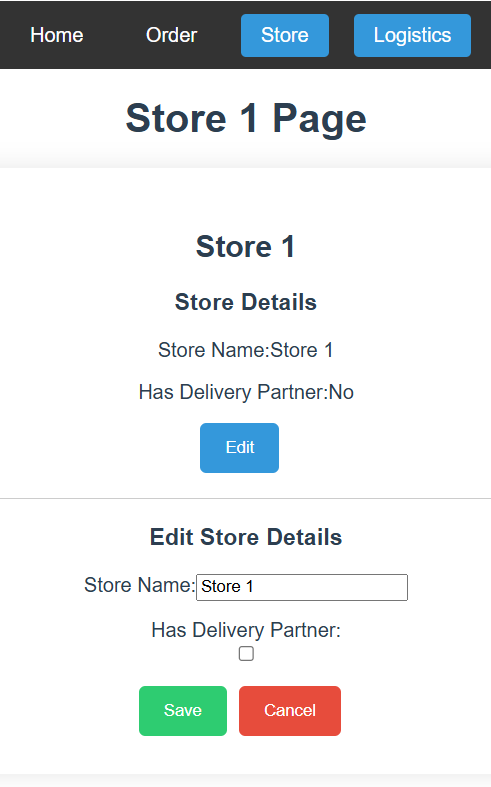 Home Order Store Logistics
Store 1 Page
Store 1
Store Details
Store Name:Store 1
Has Delivery Partner:No
Edit
Edit Store Details
Store Name:Store 1
Has Delivery Partner:
Save Cancel